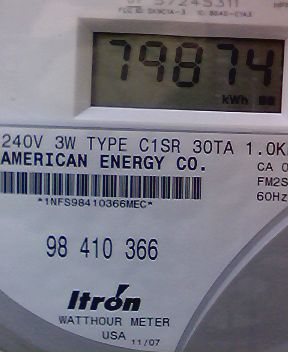 79874
kWh
240V 3W TYPE C1SR 30TA 1.0K
AMERICAN ENERGY CO.
CA 0
FM2S
60Hz
*1NFS98410366MEC*
98 410 366
Itron
WATTHOUR METER
USA 11/07